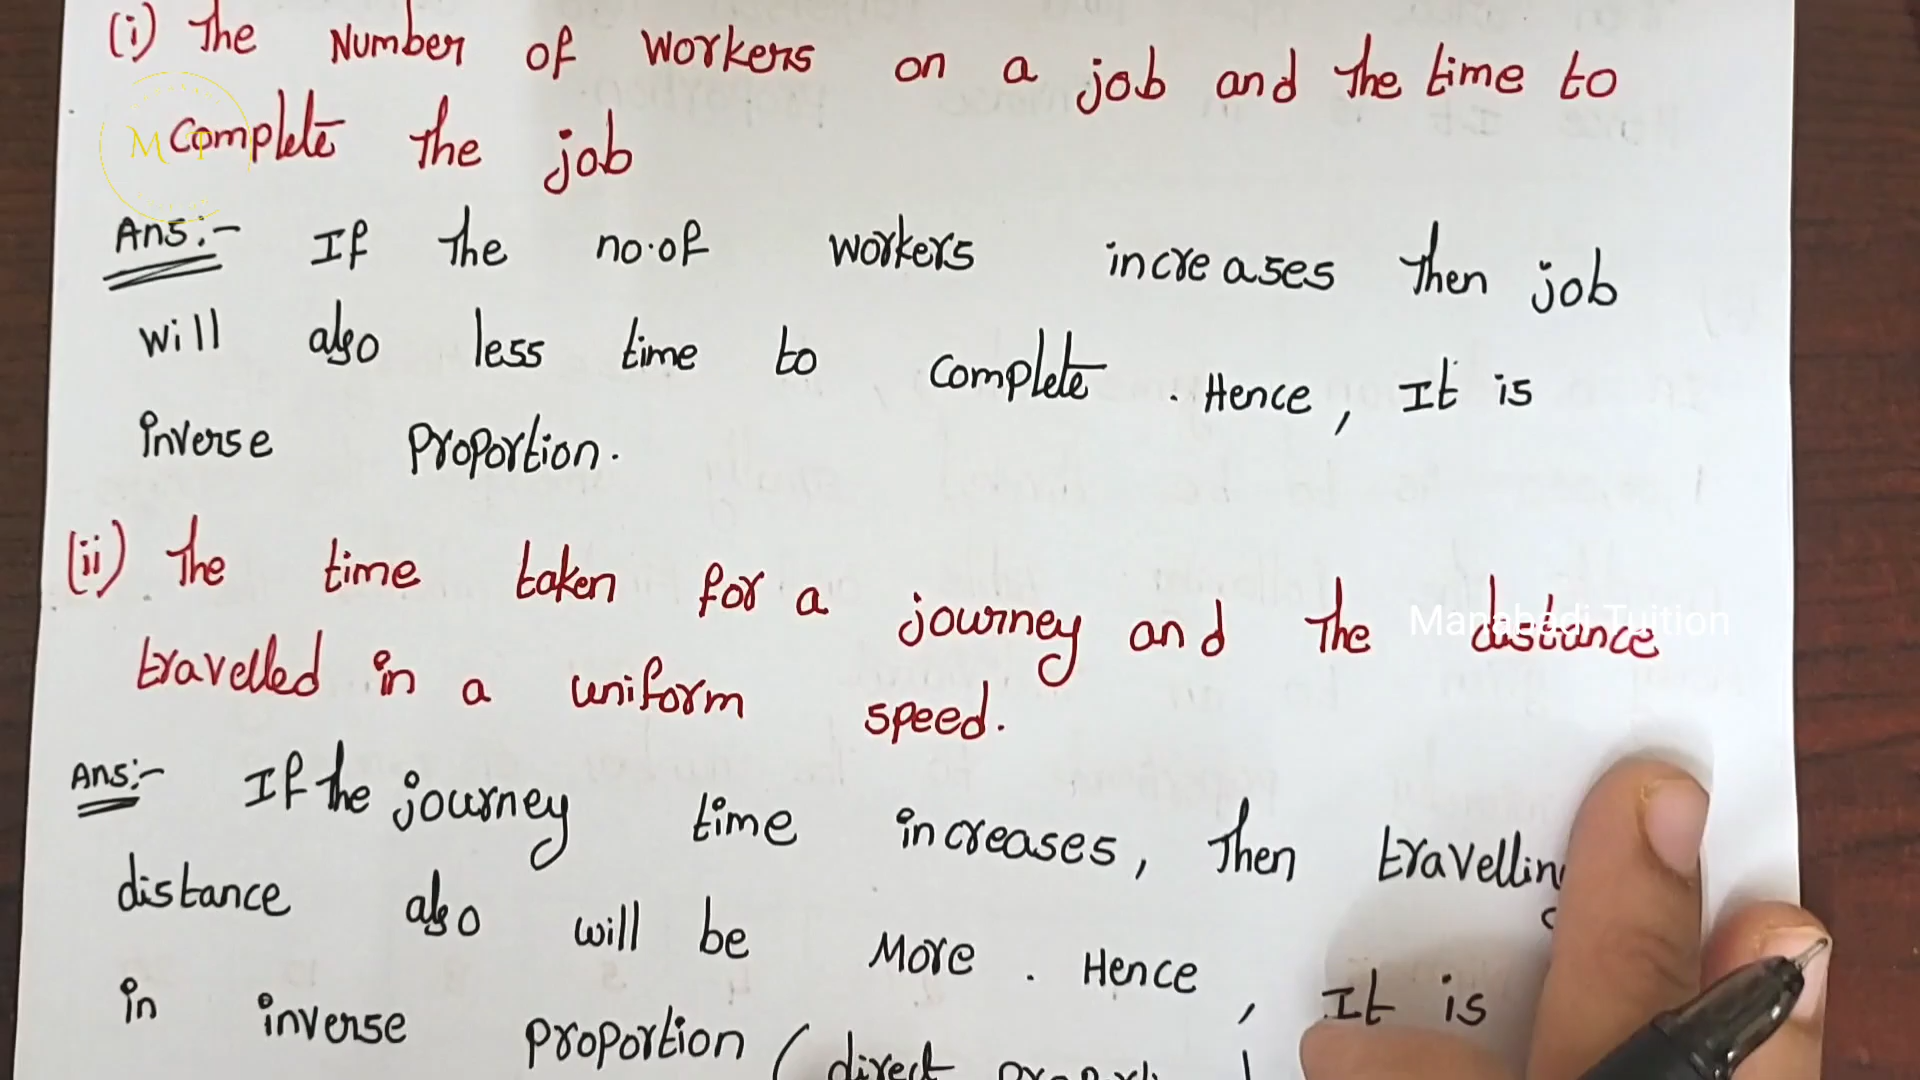 (i) The Number of workers on a job and the time to
complete the job
Ans:- If the no.of workers increases then job
will also less time to complete. Hence, It is
inverse proportion.
(ii) The time taken for a journey and the distance
travelled in a uniform speed.
Ans:- If the journey time increases, Then travelling
distance also will be More. Hence, It is
in inverse proportion (direct
MT
Manabadi Tuition